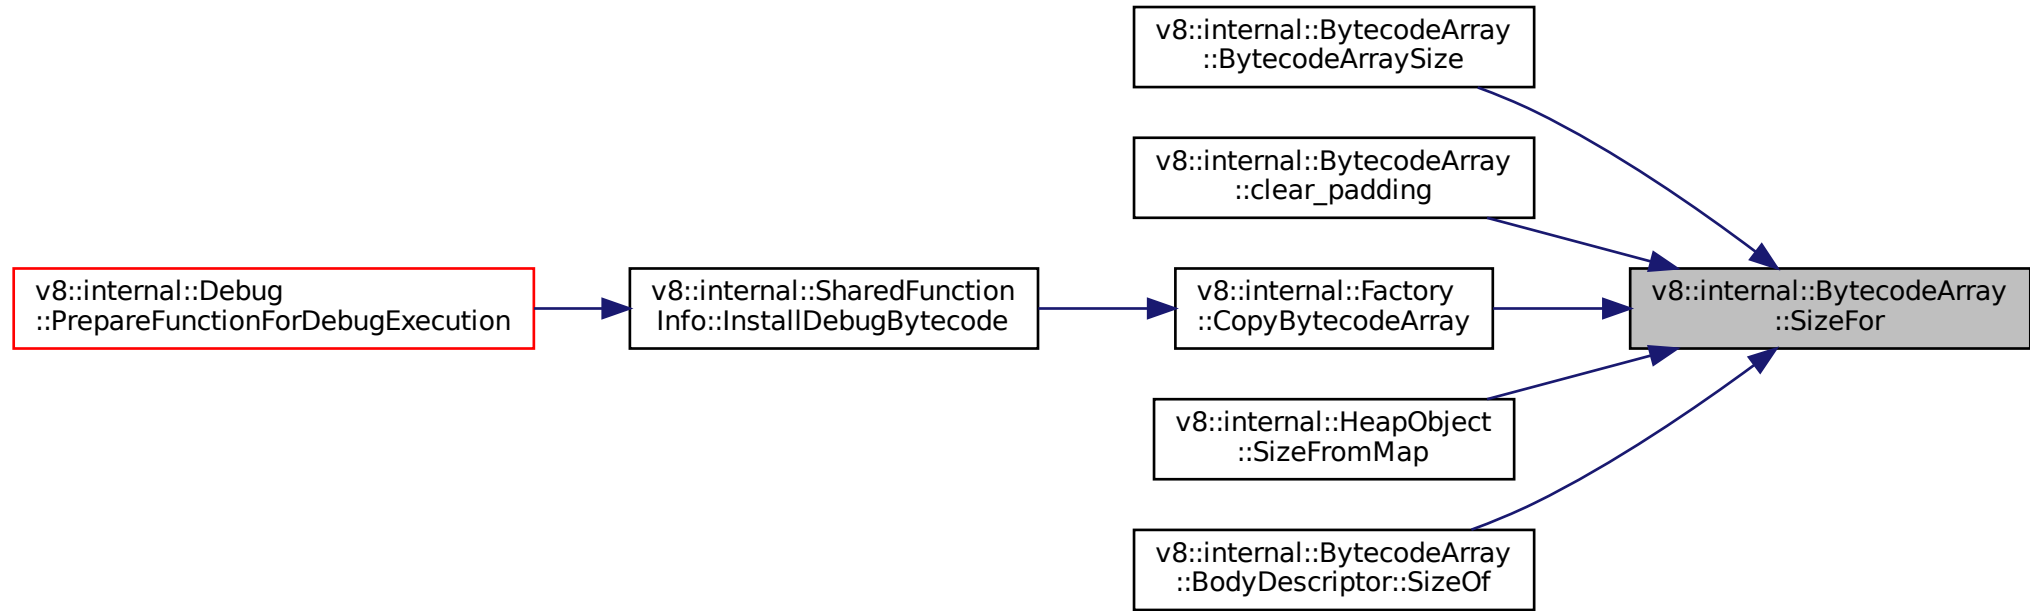 v8::internal::BytecodeArray
::BytecodeArraySize
v8::internal::BytecodeArray
::clear_padding
v8::internal::Debug
::PrepareFunctionForDebugExecution
v8::internal::SharedFunction
Info::InstallDebugBytecode
v8::internal::Factory
::CopyBytecodeArray
v8::internal::BytecodeArray
::SizeFor
v8::internal::HeapObject
::SizeFromMap
v8::internal::BytecodeArray
::BodyDescriptor::SizeOf